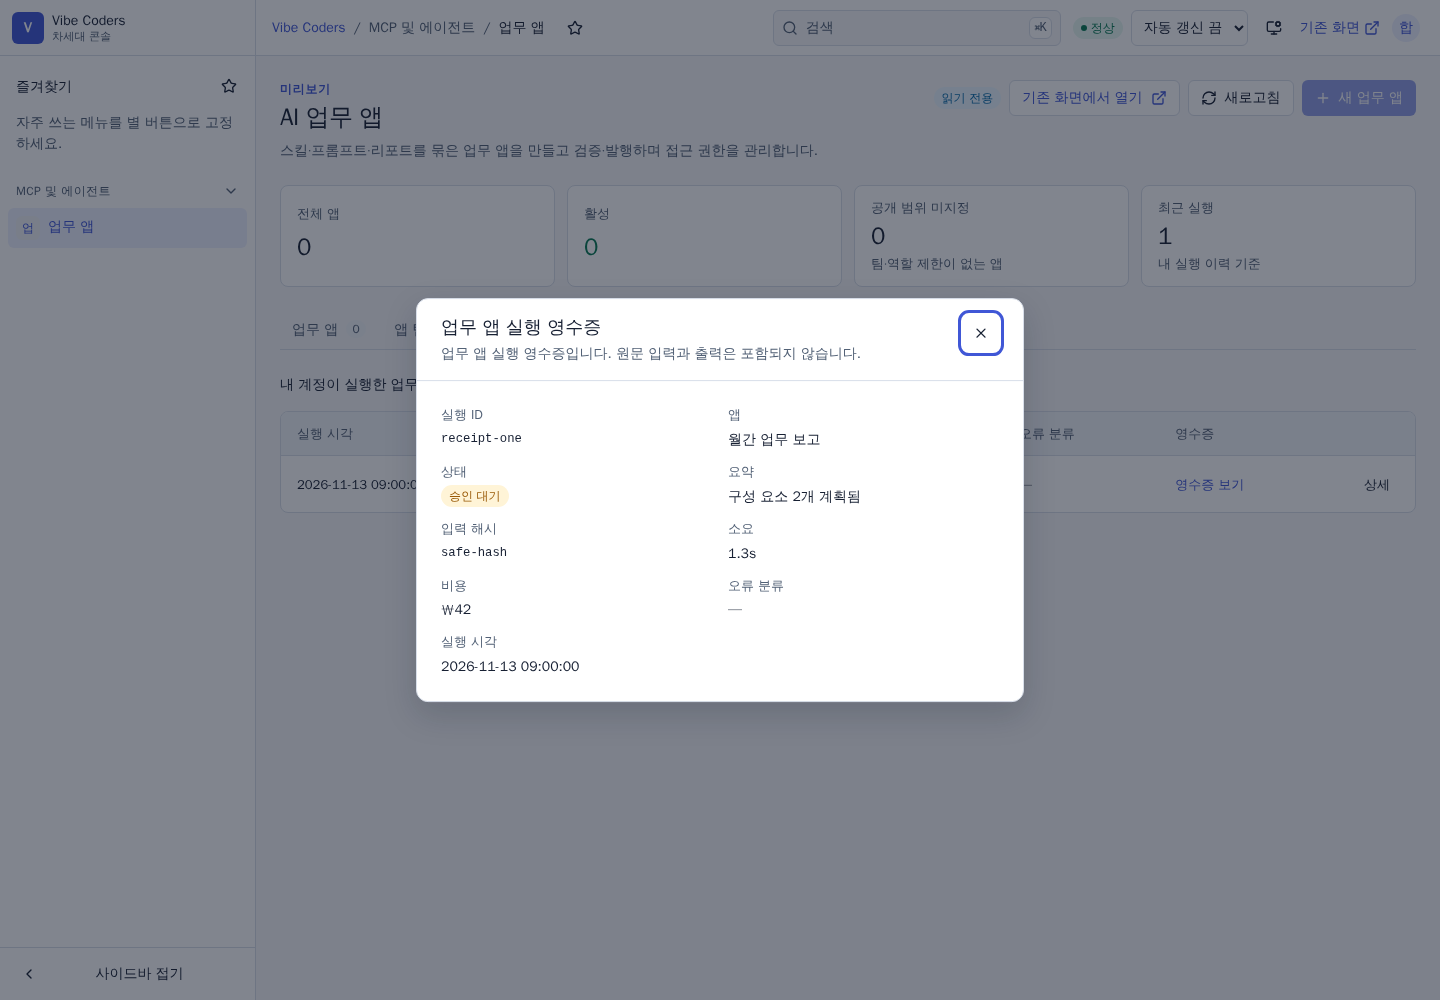 V
Vibe Coders
차세대 콘솔
Vibe Coders / MCP 및 에이전트 / 업무 앱
검색
⌘K
정상
자동 갱신 끔
기존 화면
합
즐겨찾기
자주 쓰는 메뉴를 별 버튼으로 고정
하세요.
MCP 및 에이전트
업 업무 앱
사이드바 접기
미리보기
AI 업무 앱
스킬·프롬프트·리포트를 묶은 업무 앱을 만들고 검증·발행하며 접근 권한을 관리합니다.
읽기 전용
기존 화면에서 열기
새로고침
새 업무 앱
전체 앱
0
활성
0
공개 범위 미지정
0
팀·역할 제한이 없는 앱
최근 실행
1
내 실행 이력 기준
업무 앱 0
앱
내 계정이 실행한 업무
실행 시각
오류 분류
영수증
2026-11-13 09:00:0
—
영수증 보기
상세
업무 앱 실행 영수증
업무 앱 실행 영수증입니다. 원문 입력과 출력은 포함되지 않습니다.
실행 ID
receipt-one
앱
월간 업무 보고
상태
승인 대기
요약
구성 요소 2개 계획됨
입력 해시
safe-hash
소요
1.3s
비용
₩42
오류 분류
—
실행 시각
2026-11-13 09:00:00